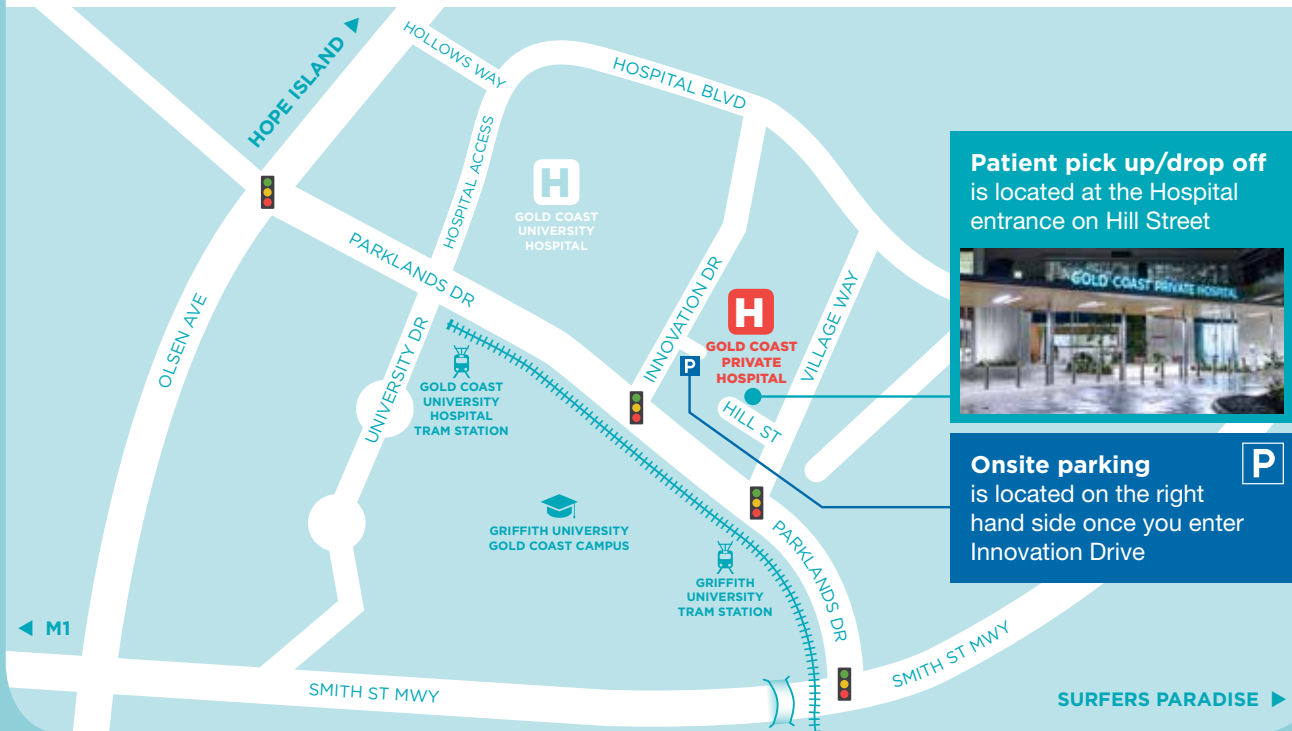 HOLLOWS WAY
HOPE ISLAND
HOSPITAL BLVD
HOSPITAL ACCESS
H
GOLD COAST
UNIVERSITY
HOSPITAL
Patient pick up/drop off
is located at the Hospital
entrance on Hill Street
GOLD COAST PRIVATE HOSPITAL
PARKLANDS DR
OLSEN AVE
UNIVERSITY DR
INNOVATION DR
VILLAGE WAY
H
GOLD COAST
PRIVATE
HOSPITAL
P
HILL ST
GOLD COAST
UNIVERSITY
HOSPITAL
TRAM STATION
Onsite parking
is located on the right
hand side once you enter
Innovation Drive
P
GRIFFITH UNIVERSITY
GOLD COAST CAMPUS
PARKLANDS DR
GRIFFITH
UNIVERSITY
TRAM STATION
M1
SMITH ST MWY
SMITH ST MWY
SURFERS PARADISE